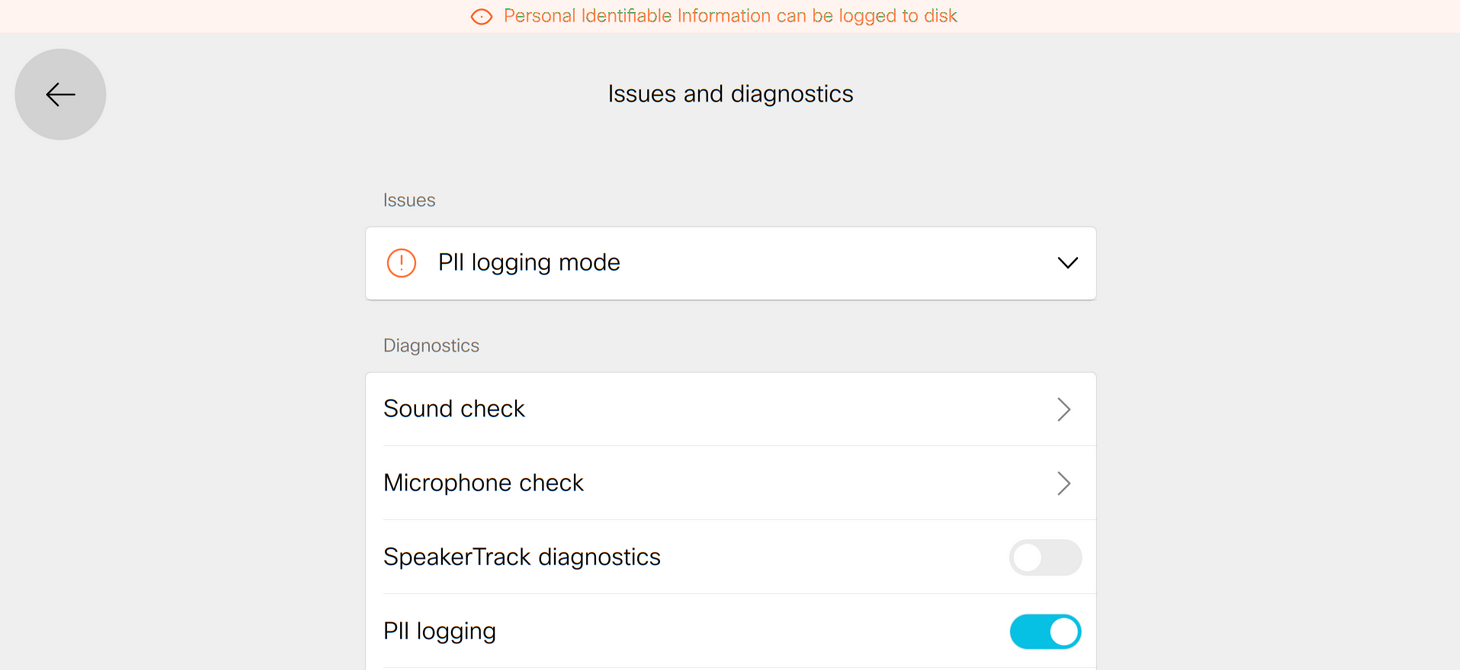 Personal Identifiable Information can be logged to disk
Issues and diagnostics
Issues
PII logging mode
Diagnostics
Sound check
Microphone check
SpeakerTrack diagnostics
PII logging